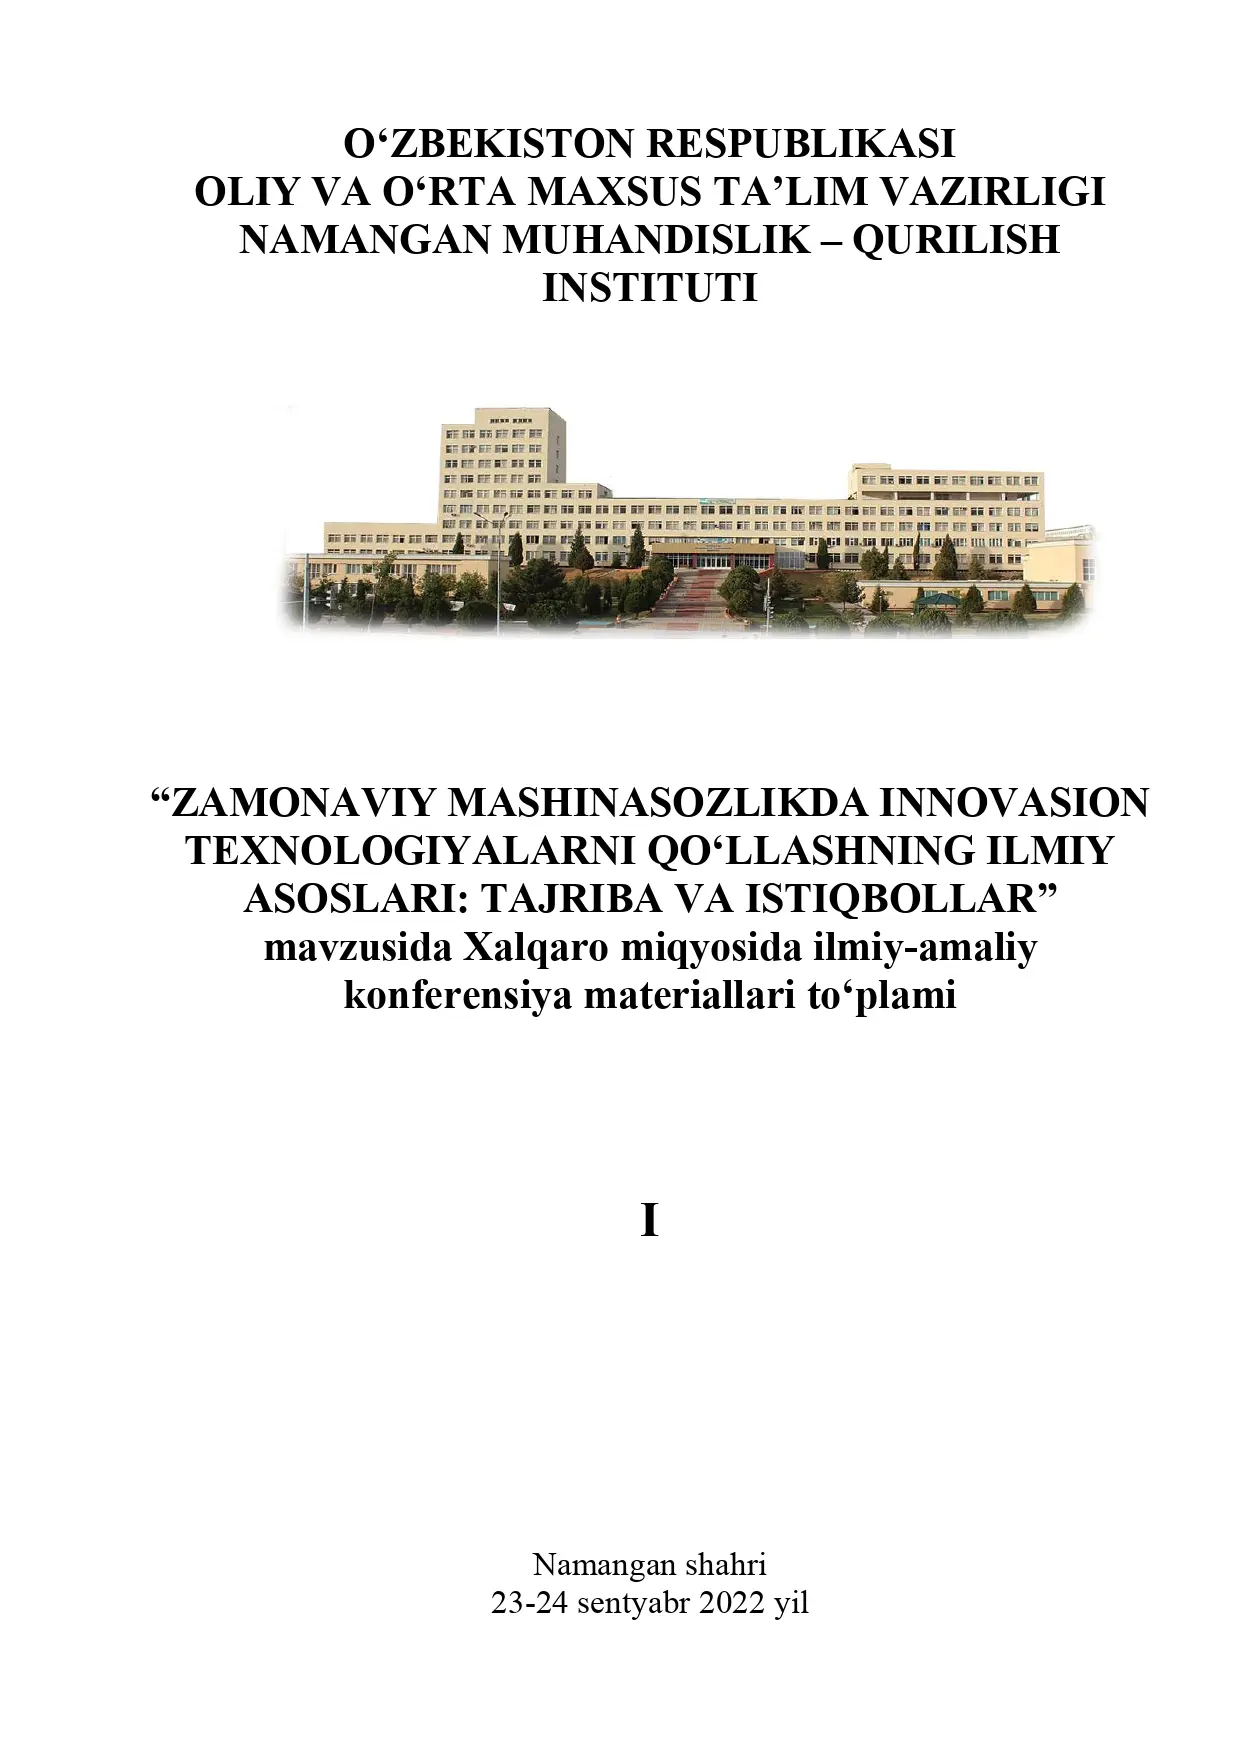 O‘ZBEKISTON RESPUBLIKASI
OLIY VA O‘RTA MAXSUS TA’LIM VAZIRLIGI
NAMANGAN MUHANDISLIK – QURILISH
INSTITUTI
“ZAMONAVIY MASHINASOZLIKDA INNOVASION
TEXNOLOGIYALARNI QO‘LLASHNING ILMIY
ASOSLARI: TAJRIBA VA ISTIQBOLLAR”
mavzusida Xalqaro miqyosida ilmiy-amaliy
konferensiya materiallari to‘plami
I
Namangan shahri
23-24 sentyabr 2022 yil